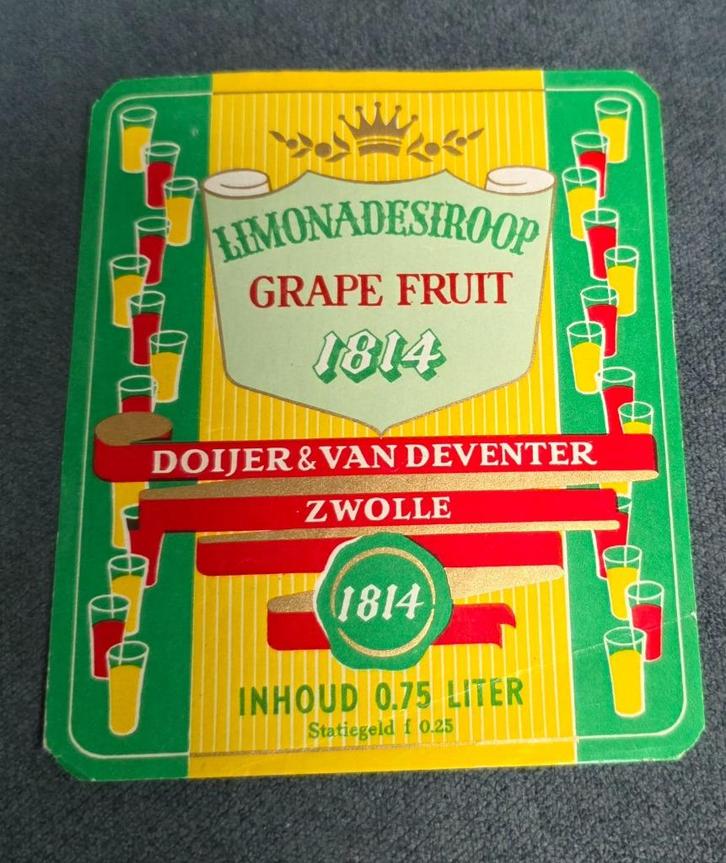 LIMONADESIROOP
GRAPE FRUIT
1814
DOIJER & VAN DEVENTER
ZWOLLE
1814
INHOUD 0.75 LITER
Statiegeld f 0.25